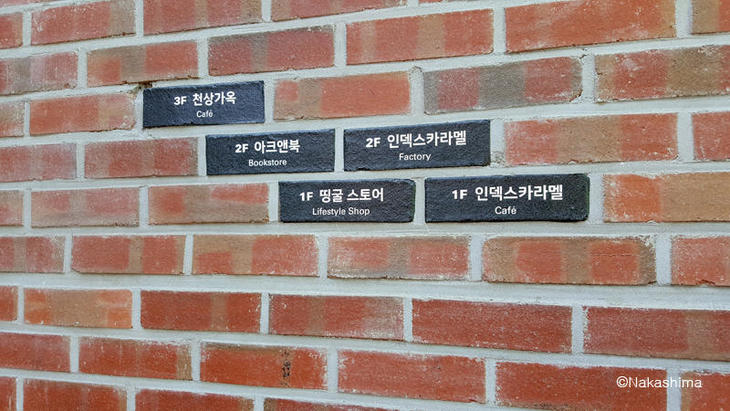 3F 천상가옥
Café
2F 아크앤북
Bookstore
2F 인덱스카라멜
Factory
1F 띵굴 스토어
Lifestyle Shop
1F 인덱스카라멜
Café
©Nakashima